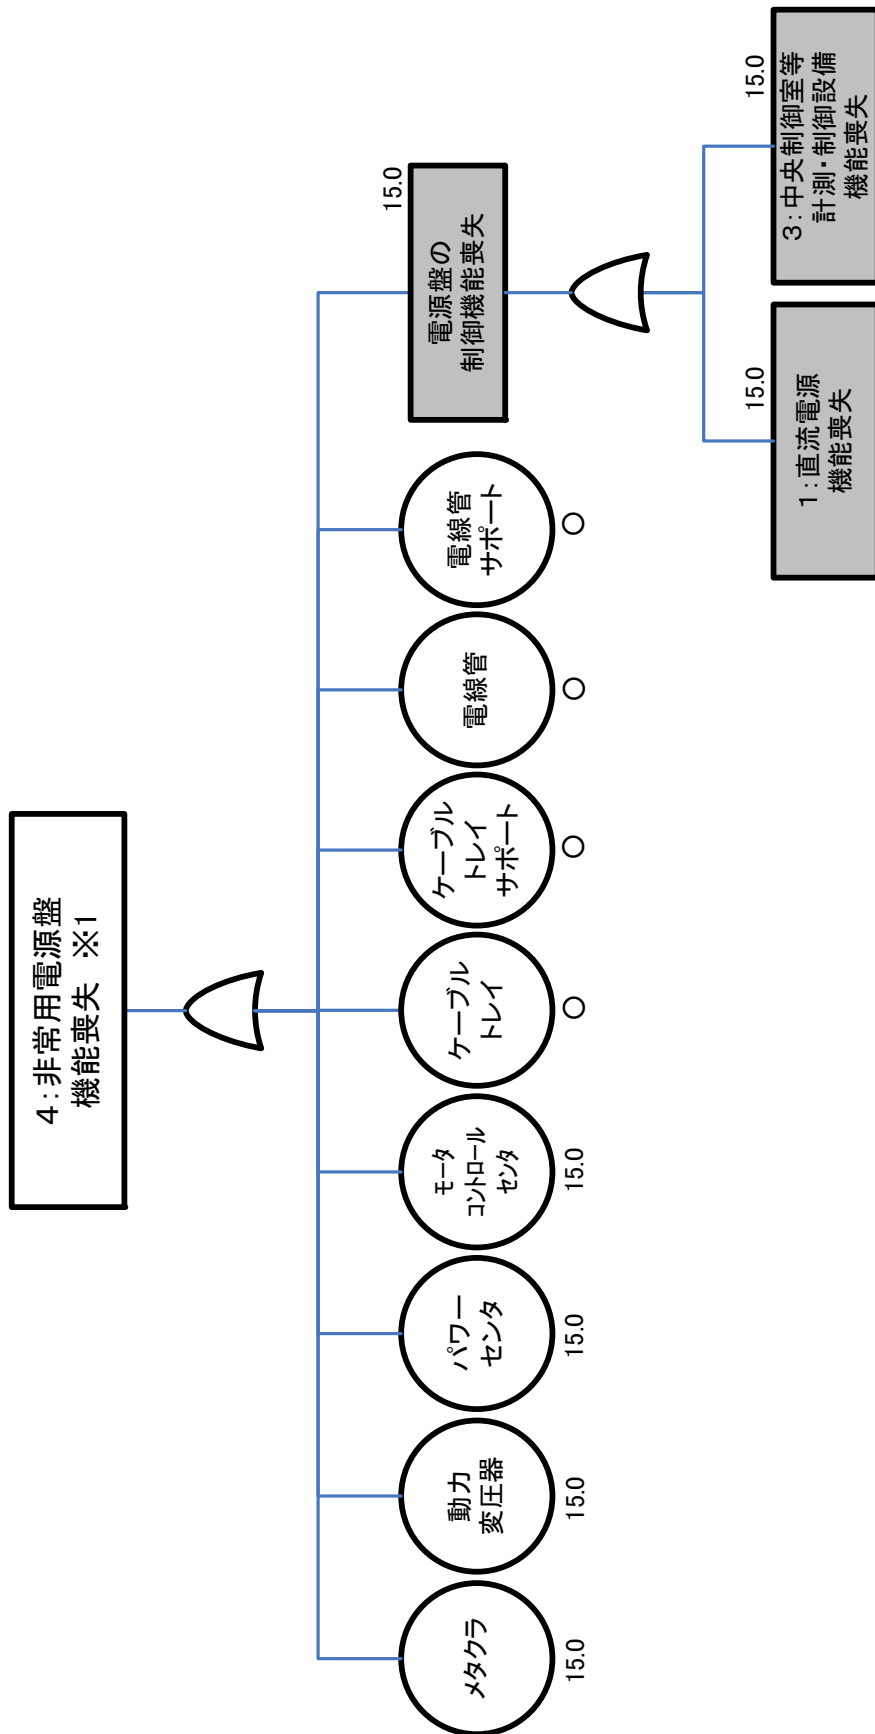 4:非常用電源盤
機能喪失 ※1
メタクラ
15.0
動力
変圧器
15.0
パワー
センタ
15.0
モータ
コントロール
センタ
15.0
ケーブル
トレイ
○
ケーブル
トレイ
サポート
○
電線管
○
電線管
サポート
○
電源盤の
制御機能喪失
15.0
1:直流電源
機能喪失
15.0
3:中央制御室等
計測・制御設備
機能喪失
15.0